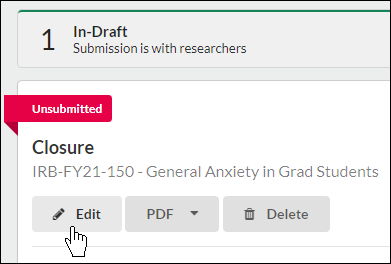 1
In-Draft
Submission is with researchers
Unsubmitted
Closure
IRB-FY21-150 - General Anxiety in Grad Students
Edit PDF Delete